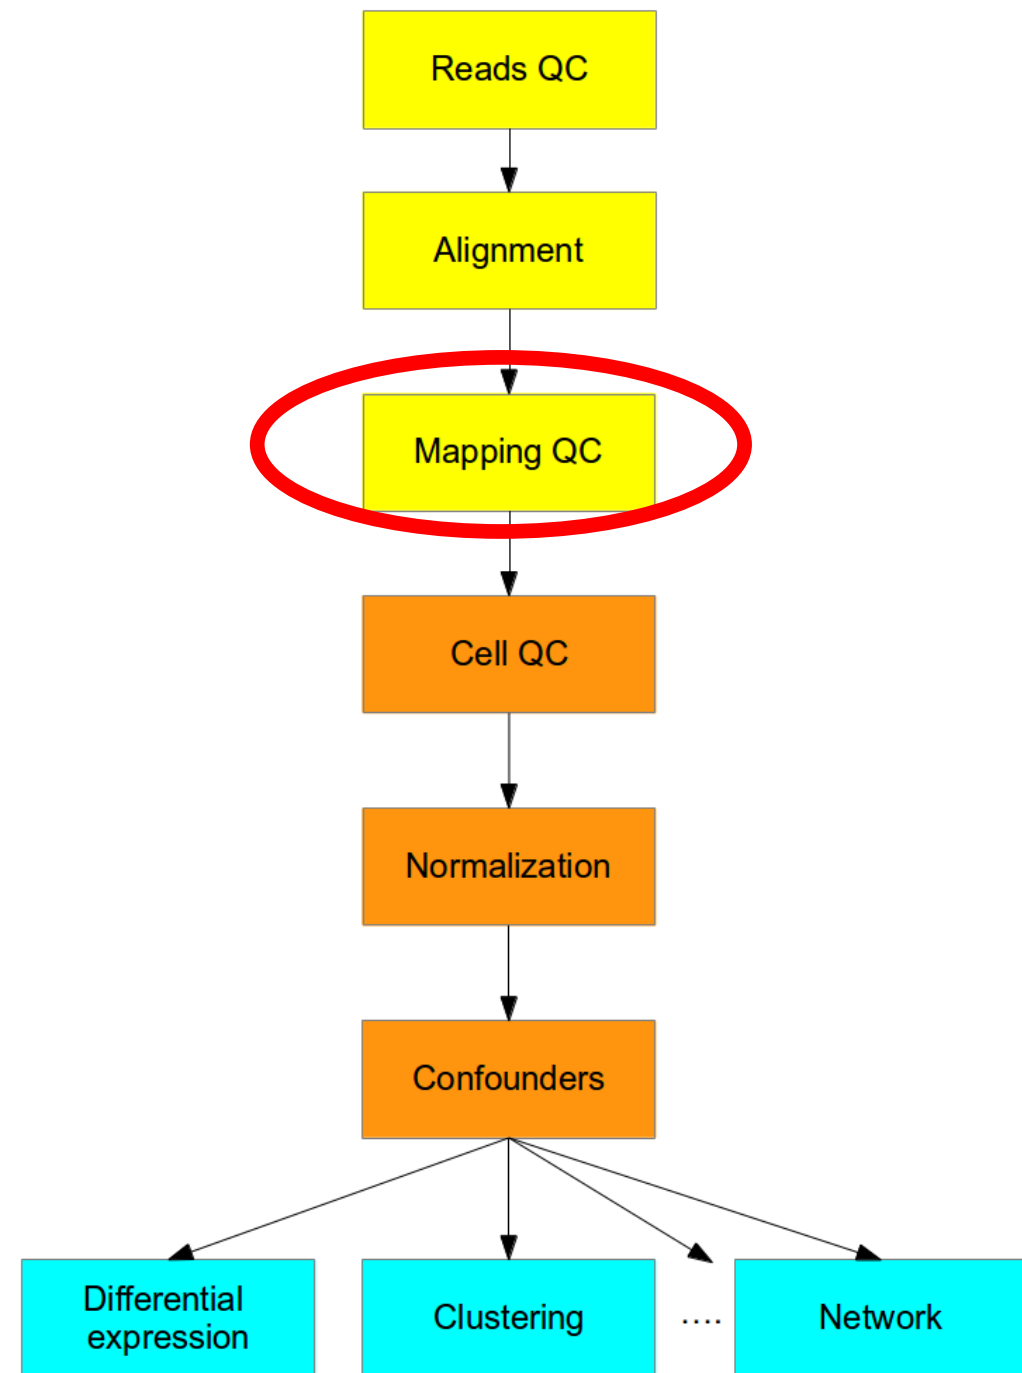 Reads QC
Alignment
Mapping QC
Cell QC
Normalization
Confounders
Differential
expression
Clustering
....
Network